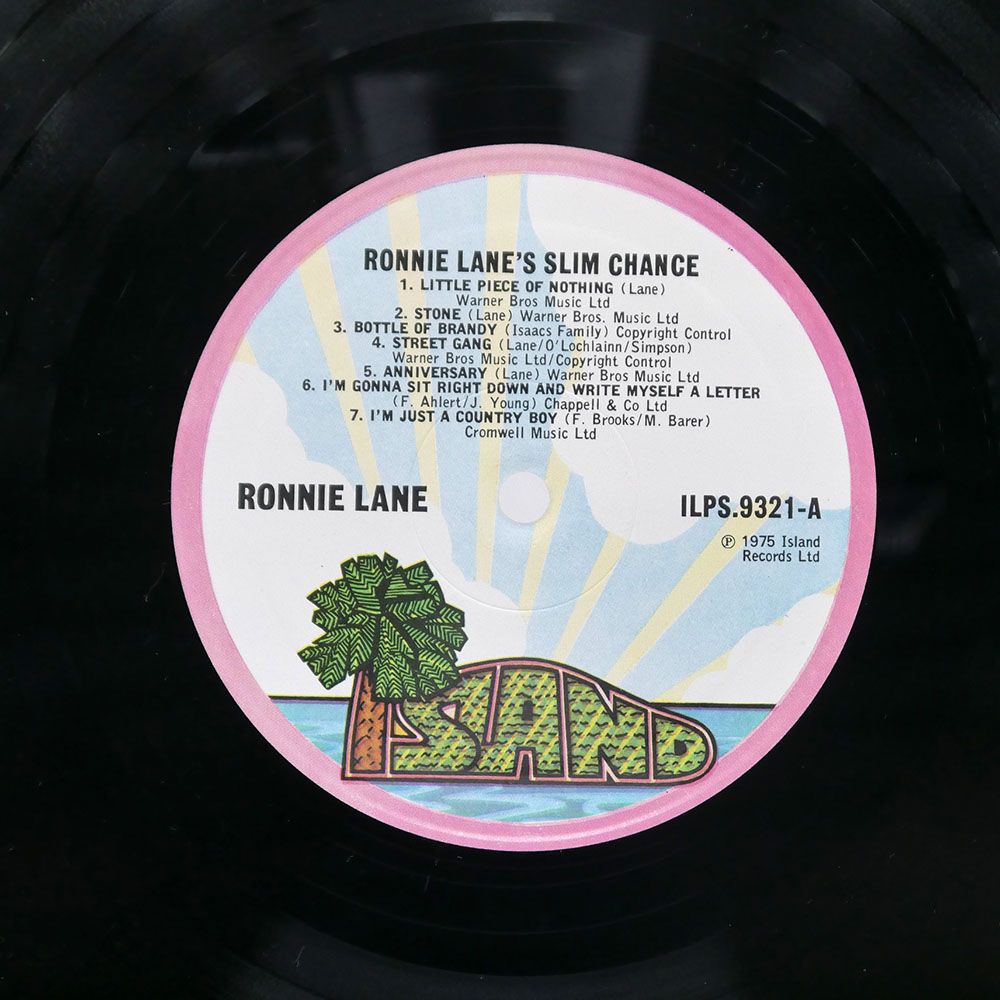 RONNIE LANE'S SLIM CHANCE
1. LITTLE PIECE OF NOTHING (Lane)
Warner Bros Music Ltd
2. STONE (Lane) Warner Bros. Music Ltd
3. BOTTLE OF BRANDY (Isaacs Family) Copyright Control
4. STREET GANG (Lane/O'Lochlainn/Simpson)
Warner Bros Music Ltd/Copyright Control
5. ANNIVERSARY (Lane) Warner Bros Music Ltd
6. I'M GONNA SIT RIGHT DOWN AND WRITE MYSELF A LETTER
(F. Ahlert/J. Young) Chappell & Co Ltd
7. I'M JUST A COUNTRY BOY (F. Brooks/M. Barer)
Cromwell Music Ltd
RONNIE LANE
ILPS.9321-A
℗ 1975 Island
Records Ltd
ISLAND